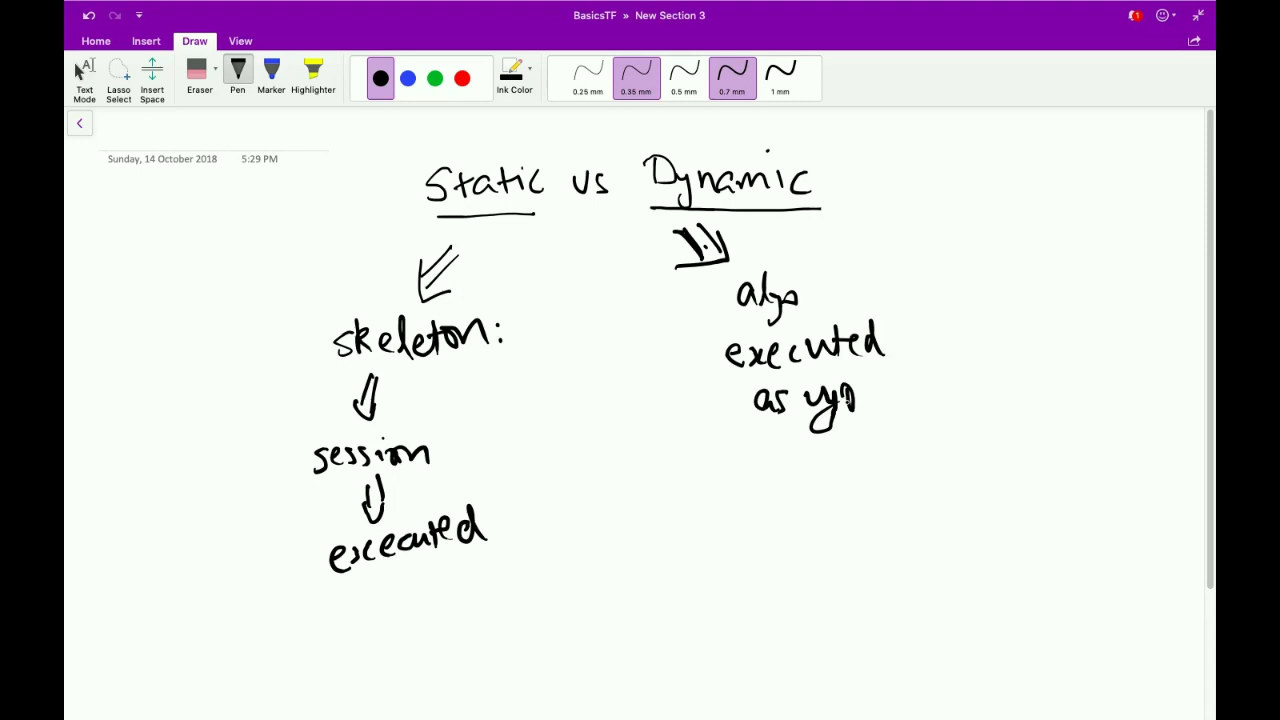 BasicsTF » New Section 3
1
Home Insert Draw View
Text Mode
Lasso Select
Insert Space
Eraser
Pen
Marker
Highlighter
Ink Color
0.25 mm
0.35 mm
0.5 mm
0.7 mm
1 mm
Sunday, 14 October 2018 5:29 PM
Static vs Dynamic
skeleton:
session
executed
algo
executed
as